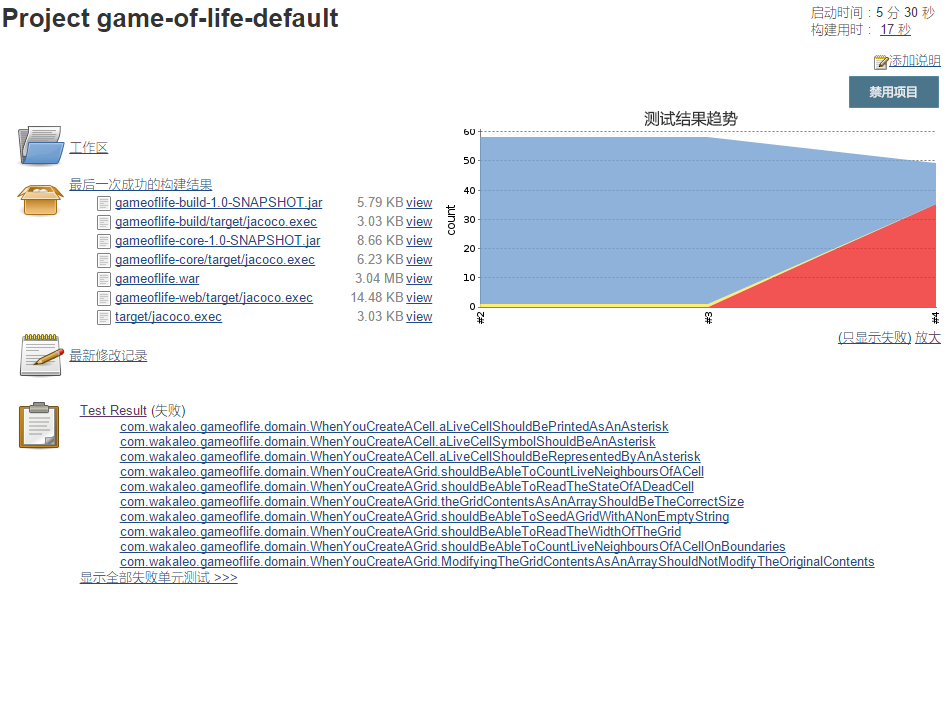 Project game-of-life-default
启动时间 : 5 分 30 秒
构建用时 : 17 秒
添加说明
禁用项目
工作区
最后一次成功的构建结果
gameoflife-build-1.0-SNAPSHOT.jar 5.79 KB view
gameoflife-build/target/jacoco.exec 3.03 KB view
gameoflife-core-1.0-SNAPSHOT.jar 8.66 KB view
gameoflife-core/target/jacoco.exec 6.23 KB view
gameoflife.war 3.04 MB view
gameoflife-web/target/jacoco.exec 14.48 KB view
target/jacoco.exec 3.03 KB view
测试结果趋势
count
60
50
40
30
20
10
0
#2 #3 #4
(只显示失败) 放大
最新修改记录
Test Result (失败)
com.wakaleo.gameoflife.domain.WhenYouCreateACell.aLiveCellShouldBePrintedAsAnAsterisk
com.wakaleo.gameoflife.domain.WhenYouCreateACell.aLiveCellSymbolShouldBeAnAsterisk
com.wakaleo.gameoflife.domain.WhenYouCreateACell.aLiveCellShouldBeRepresentedByAnAsterisk
com.wakaleo.gameoflife.domain.WhenYouCreateAGrid.shouldBeAbleToCountLiveNeighboursOfACell
com.wakaleo.gameoflife.domain.WhenYouCreateAGrid.shouldBeAbleToReadTheStateOfADeadCell
com.wakaleo.gameoflife.domain.WhenYouCreateAGrid.theGridContentsAsAnArrayShouldBeTheCorrectSize
com.wakaleo.gameoflife.domain.WhenYouCreateAGrid.shouldBeAbleToSeedAGridWithANonEmptyString
com.wakaleo.gameoflife.domain.WhenYouCreateAGrid.shouldBeAbleToReadTheWidthOfTheGrid
com.wakaleo.gameoflife.domain.WhenYouCreateAGrid.shouldBeAbleToCountLiveNeighboursOfACellOnBoundaries
com.wakaleo.gameoflife.domain.WhenYouCreateAGrid.ModifyingTheGridContentsAsAnArrayShouldNotModifyTheOriginalContents
显示全部失败单元测试 >>>